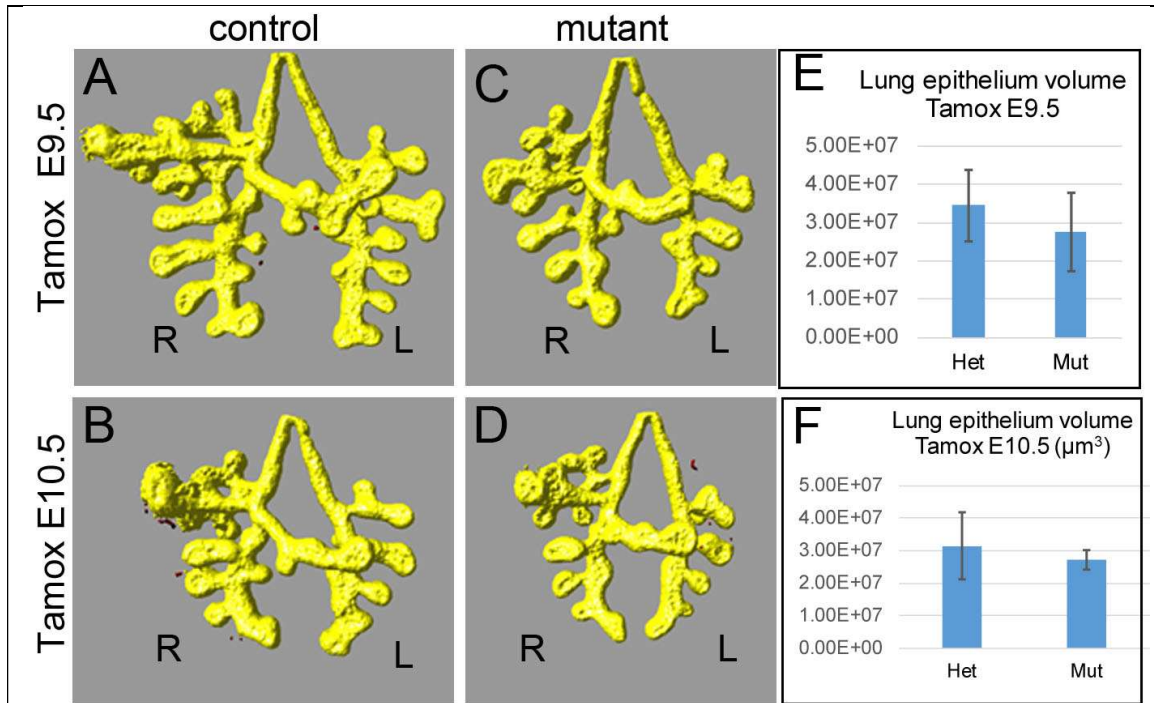 control
mutant
Tamox E9.5
Tamox E10.5
A
R
L
C
R
L
E
Lung epithelium volume
Tamox E9.5
5.00E+07
4.00E+07
3.00E+07
2.00E+07
1.00E+07
0.00E+00
Het
Mut
B
R
L
D
R
L
F
Lung epithelium volume
Tamox E10.5 (µm³)
5.00E+07
4.00E+07
3.00E+07
2.00E+07
1.00E+07
0.00E+00
Het
Mut